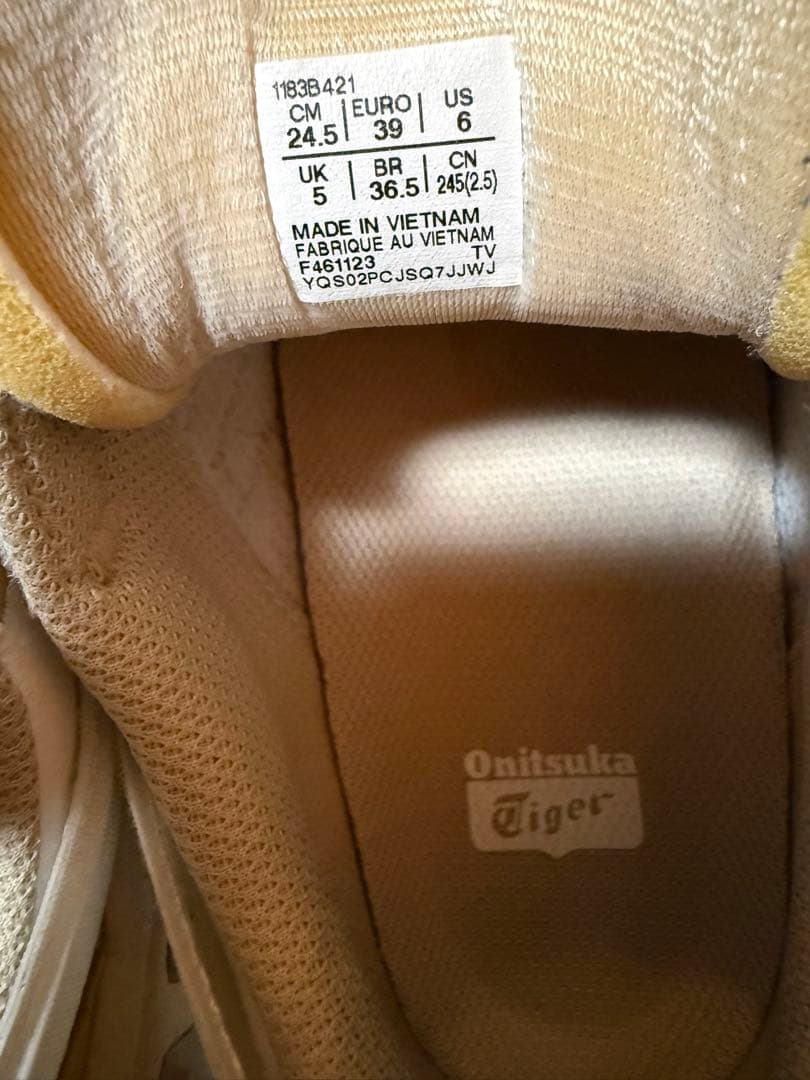 1183B421
CM | EURO | US
24.5 | 39 | 6
UK | BR | CN
5 | 36.5 | 245(2.5)
MADE IN VIETNAM
FABRIQUE AU VIETNAM
F461123 TV
YQS02PCJSQ7JJWJ
Onitsuka
Tiger